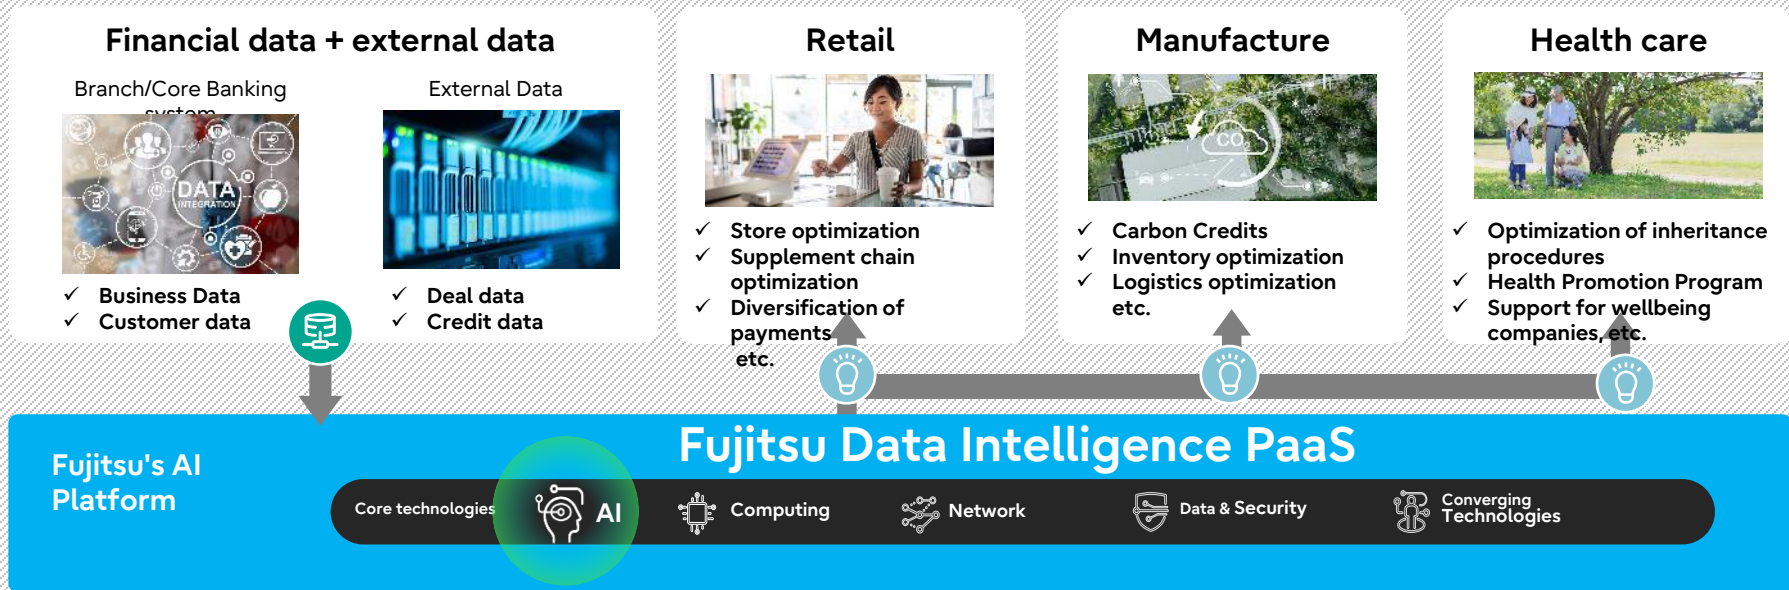 Financial data + external data
Branch/Core Banking
system
DATA
INTEGRATION
✓ Business Data
✓ Customer data
External Data
✓ Deal data
✓ Credit data
Retail
✓ Store optimization
✓ Supplement chain
optimization
✓ Diversification of
payments
etc.
Manufacture
CO2
✓ Carbon Credits
✓ Inventory optimization
✓ Logistics optimization
etc.
Health care
✓ Optimization of inheritance
procedures
✓ Health Promotion Program
✓ Support for wellbeing
companies, etc.
Fujitsu's AI
Platform
Fujitsu Data Intelligence PaaS
Core technologies
AI
Computing
Network
Data & Security
Converging
Technologies